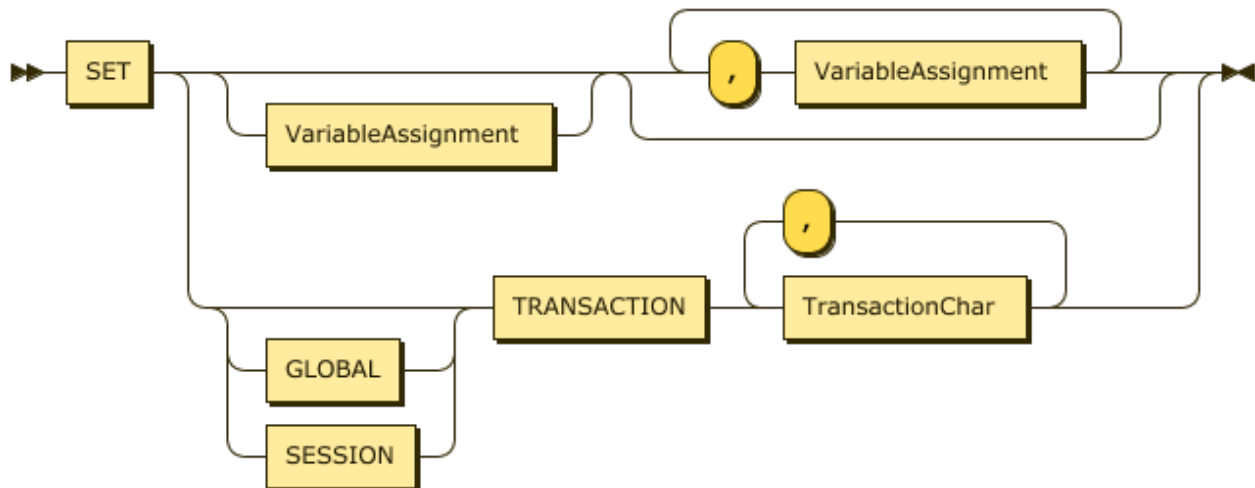 SET
, VariableAssignment
VariableAssignment
,
TRANSACTION TransactionChar
GLOBAL
SESSION